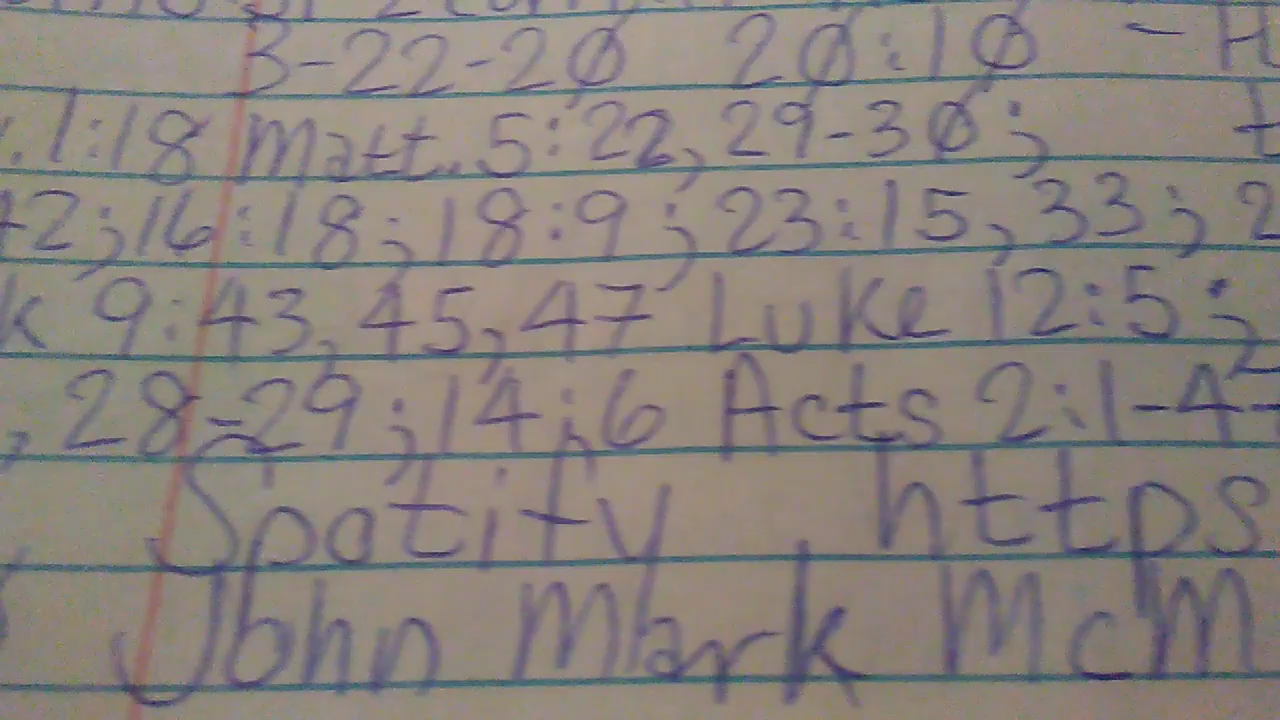 3-22-20 20:10 - H
. 1:18 Matt. 5:22, 29-30; t
42; 16:18; 18:9; 23:15, 33; 2
k 9:43, 45, 47 Luke 12:5;
, 28-29; 14:6 Acts 2:1-4
Spotify https
John Mark McM